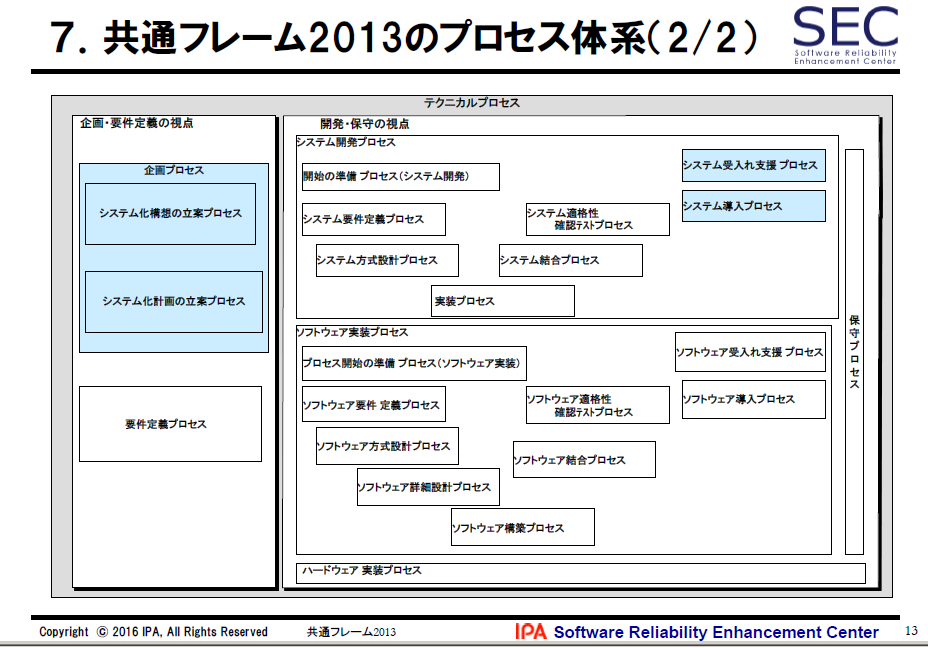 7．共通フレーム2013のプロセス体系(2/2)
SEC
Software Reliability
Enhancement Center
テクニカルプロセス
企画・要件定義の視点
企画プロセス
システム化構想の立案プロセス
システム化計画の立案プロセス
要件定義プロセス
開発・保守の視点
システム開発プロセス
開始の準備 プロセス(システム開発)
システム受入れ支援 プロセス
システム導入プロセス
システム要件定義プロセス
システム適格性
確認テストプロセス
システム方式設計プロセス
システム結合プロセス
実装プロセス
ソフトウェア実装プロセス
プロセス開始の準備 プロセス(ソフトウェア実装)
ソフトウェア受入れ支援 プロセス
ソフトウェア導入プロセス
ソフトウェア要件 定義プロセス
ソフトウェア適格性
確認テストプロセス
ソフトウェア方式設計プロセス
ソフトウェア結合プロセス
ソフトウェア詳細設計プロセス
ソフトウェア構築プロセス
ハードウェア 実装プロセス
保守プロセス
Copyright © 2016 IPA, All Rights Reserved
共通フレーム2013
IPA Software Reliability Enhancement Center
13